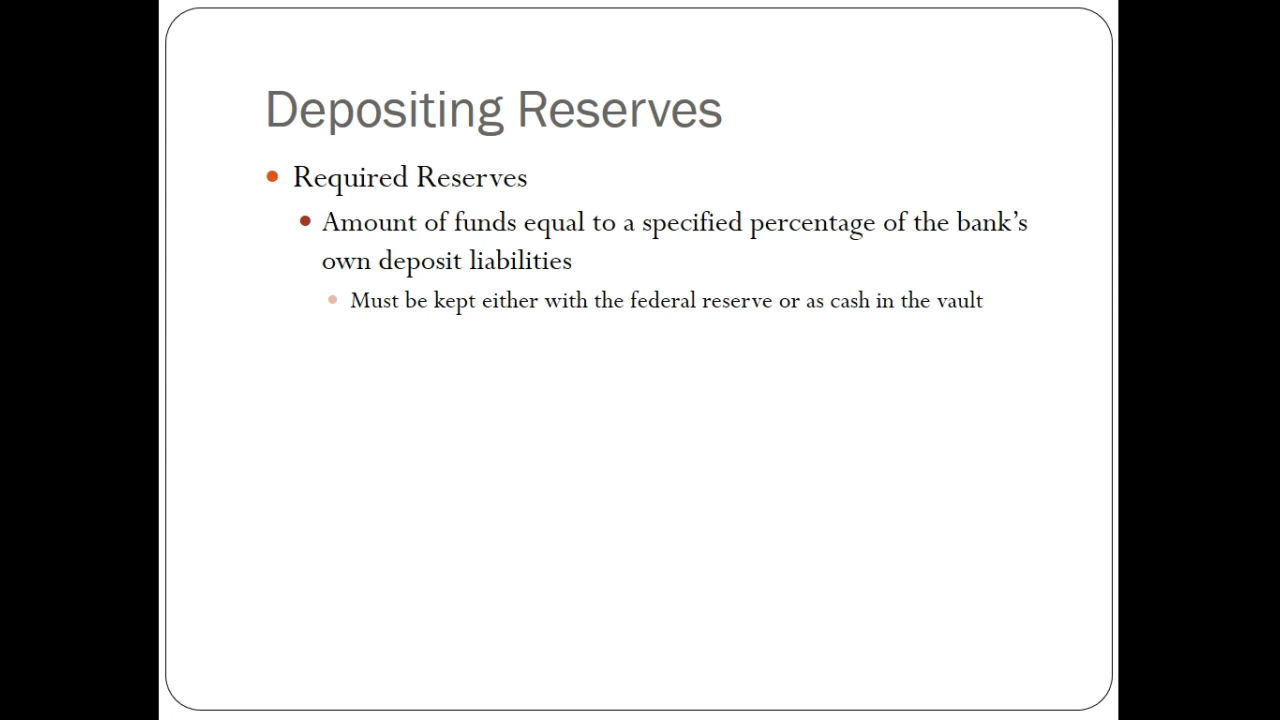 Depositing Reserves
Required Reserves
Amount of funds equal to a specified percentage of the bank’s
own deposit liabilities
Must be kept either with the federal reserve or as cash in the vault